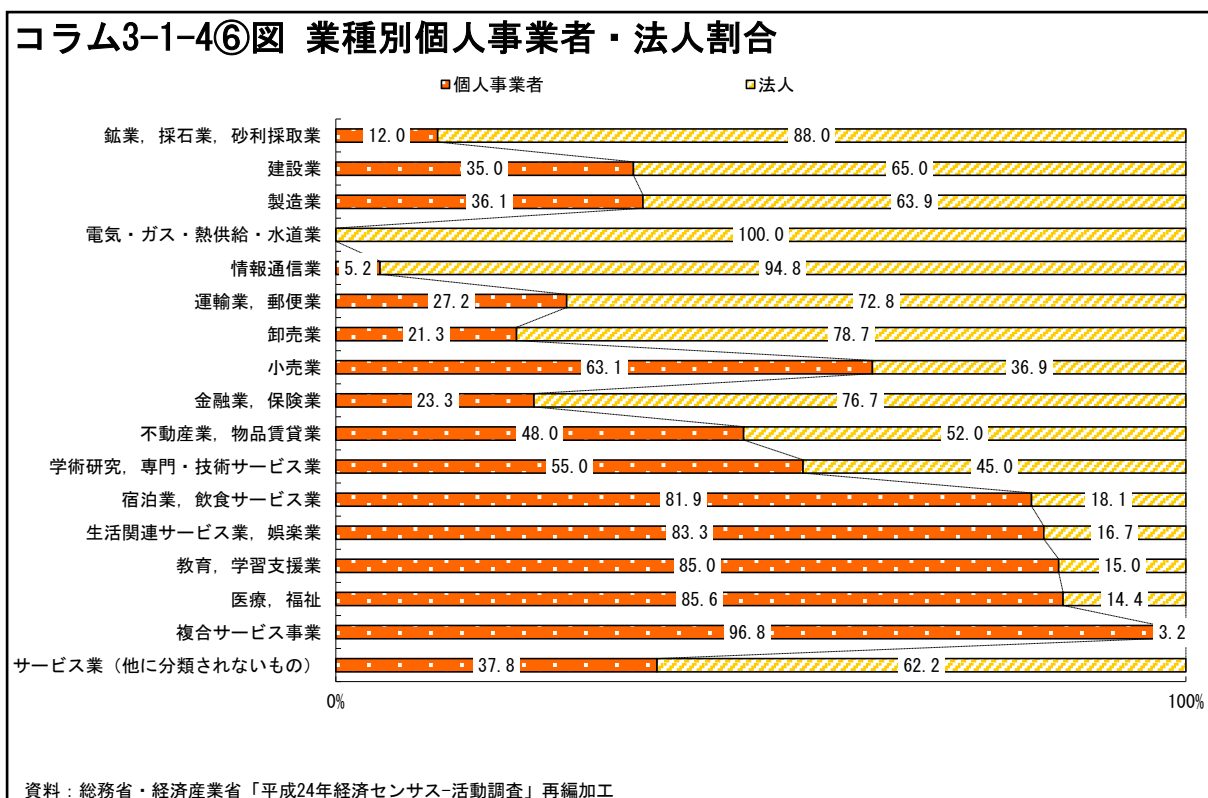 コラム3-1-4⑥図 業種別個人事業者・法人割合
個人事業者 法人
鉱業，採石業，砂利採取業 12.0 88.0
建設業 35.0 65.0
製造業 36.1 63.9
電気・ガス・熱供給・水道業 100.0
情報通信業 5.2 94.8
運輸業，郵便業 27.2 72.8
卸売業 21.3 78.7
小売業 63.1 36.9
金融業，保険業 23.3 76.7
不動産業，物品賃貸業 48.0 52.0
学術研究，専門・技術サービス業 55.0 45.0
宿泊業，飲食サービス業 81.9 18.1
生活関連サービス業，娯楽業 83.3 16.7
教育，学習支援業 85.0 15.0
医療，福祉 85.6 14.4
複合サービス事業 96.8 3.2
サービス業（他に分類されないもの） 37.8 62.2
0% 100%
資料：総務省・経済産業省「平成24年経済センサス-活動調査」再編加工